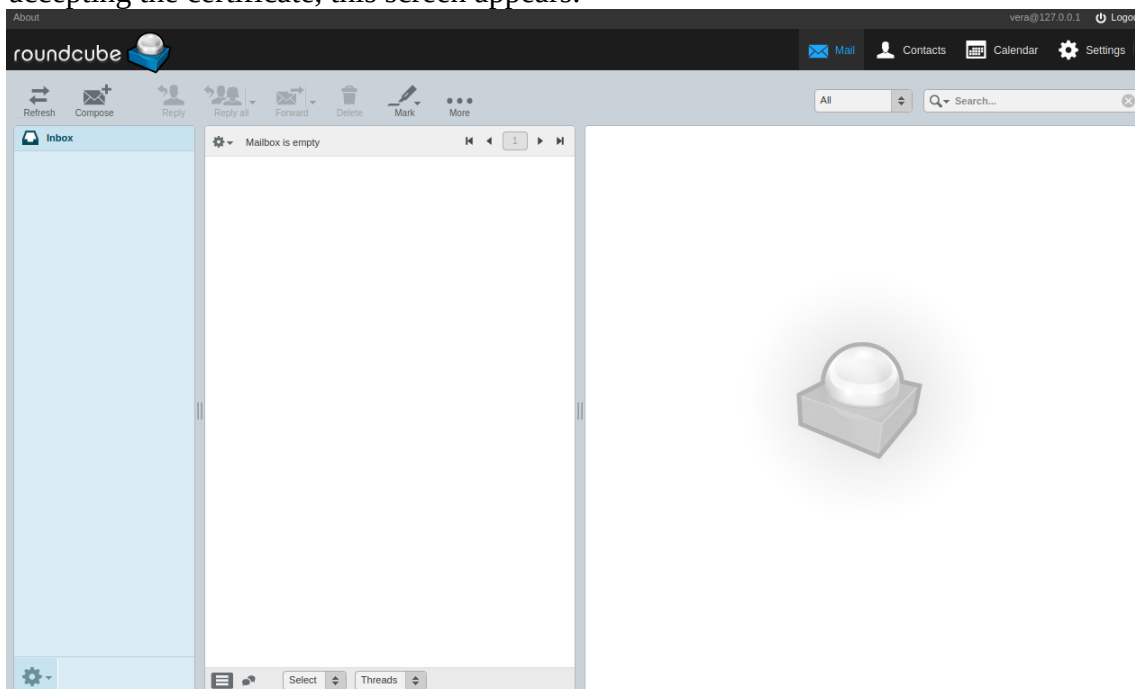 accepting the certificate, this screen appears:
About vera@127.0.0.1 Logou
roundcube Mail Contacts Calendar Settings
Refresh Compose Reply Reply all Forward Delete Mark More All Search...
Inbox Mailbox is empty 1
Select Threads